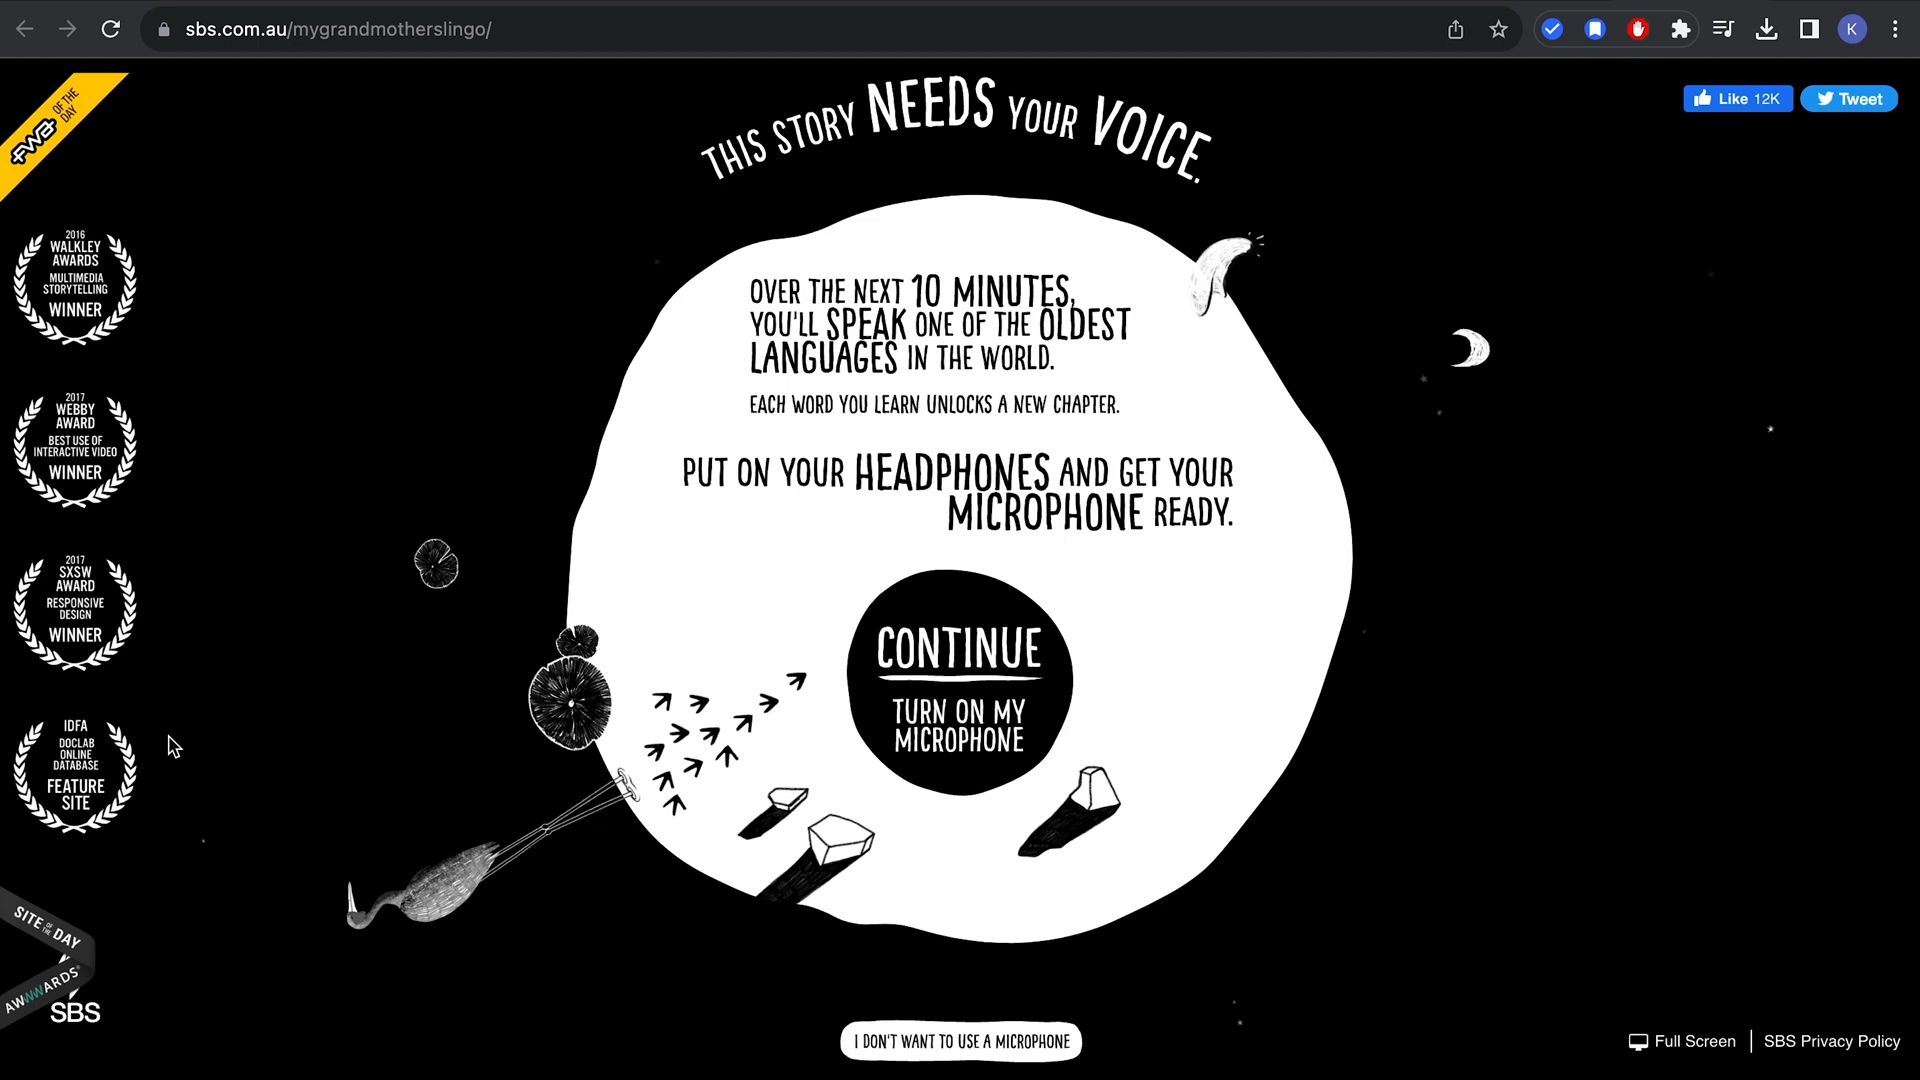 sbs.com.au/mygrandmotherslingo/
K
FWA OF THE DAY
Like 12K
Tweet
THIS STORY NEEDS YOUR VOICE.
2016
WALKLEY
AWARDS
MULTIMEDIA
STORYTELLING
WINNER
2017
WEBBY
AWARD
BEST USE OF
INTERACTIVE VIDEO
WINNER
2017
SXSW
AWARD
RESPONSIVE
DESIGN
WINNER
IDFA
DOCLAB
ONLINE
DATABASE
FEATURE
SITE
SITE OF THE DAY
AWWWARDS
SBS
OVER THE NEXT 10 MINUTES,
YOU'LL SPEAK ONE OF THE OLDEST
LANGUAGES IN THE WORLD.
EACH WORD YOU LEARN UNLOCKS A NEW CHAPTER.
PUT ON YOUR HEADPHONES AND GET YOUR
MICROPHONE READY.
CONTINUE
TURN ON MY
MICROPHONE
I DON'T WANT TO USE A MICROPHONE
Full Screen | SBS Privacy Policy